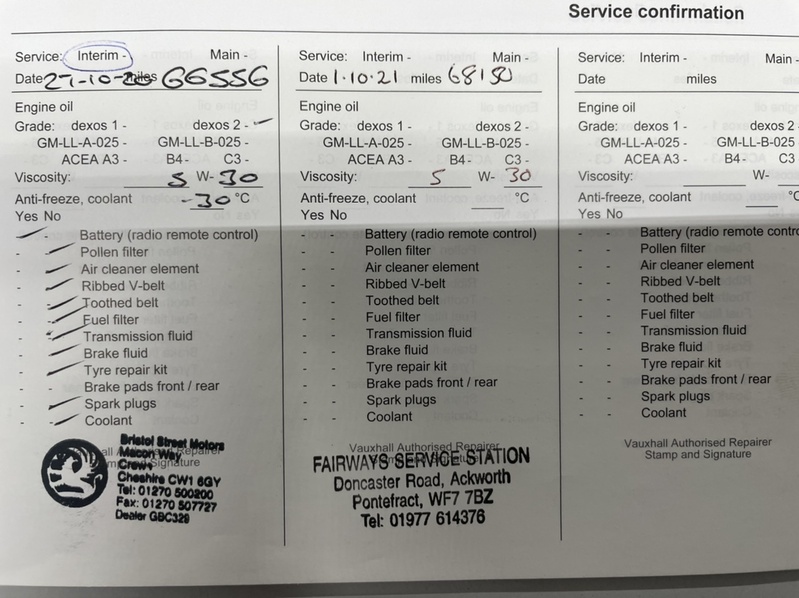 Service confirmation
Service: Interim - Main -
Date 27-10-20 miles 66556
Engine oil
Grade: dexos 1 - dexos 2 -
GM-LL-A-025 - GM-LL-B-025 -
ACEA A3 - B4 - C3 -
Viscosity: 5 W- 30
Anti-freeze, coolant -30 °C
Yes No
- Battery (radio remote control)
- Pollen filter
- Air cleaner element
- Ribbed V-belt
- Toothed belt
- Fuel filter
- Transmission fluid
- Brake fluid
- Tyre repair kit
- - Brake pads front / rear
- Spark plugs
- Coolant
Bristol Street Motors
Macon Way
Crewe
Cheshire CW1 6GY
Tel: 01270 500200
Fax: 01270 507727
Dealer GBC329
Service: Interim - Main -
Date 1·10·21 miles 68150
Engine oil
Grade: dexos 1 - dexos 2 -
GM-LL-A-025 - GM-LL-B-025 -
ACEA A3 - B4 - C3 -
Viscosity: 5 W- 30
Anti-freeze, coolant °C
Yes No
- - Battery (radio remote control)
- - Pollen filter
- - Air cleaner element
- - Ribbed V-belt
- - Toothed belt
- - Fuel filter
- - Transmission fluid
- - Brake fluid
- - Tyre repair kit
- - Brake pads front / rear
- - Spark plugs
- - Coolant
Vauxhall Authorised Repairer
FAIRWAYS SERVICE STATION
Doncaster Road, Ackworth
Pontefract, WF7 7BZ
Tel: 01977 614376
Service: Interim - Main -
Date miles
Engine oil
Grade: dexos 1 - dexos 2 -
GM-LL-A-025 - GM-LL-B-025 -
ACEA A3 - B4 - C3 -
Viscosity: W-
Anti-freeze, coolant °C
Yes No
- - Battery (radio remote contro
- - Pollen filter
- - Air cleaner element
- - Ribbed V-belt
- - Toothed belt
- - Fuel filter
- - Transmission fluid
- - Brake fluid
- - Tyre repair kit
- - Brake pads front / rear
- - Spark plugs
- - Coolant
Vauxhall Authorised Repairer
Stamp and Signature